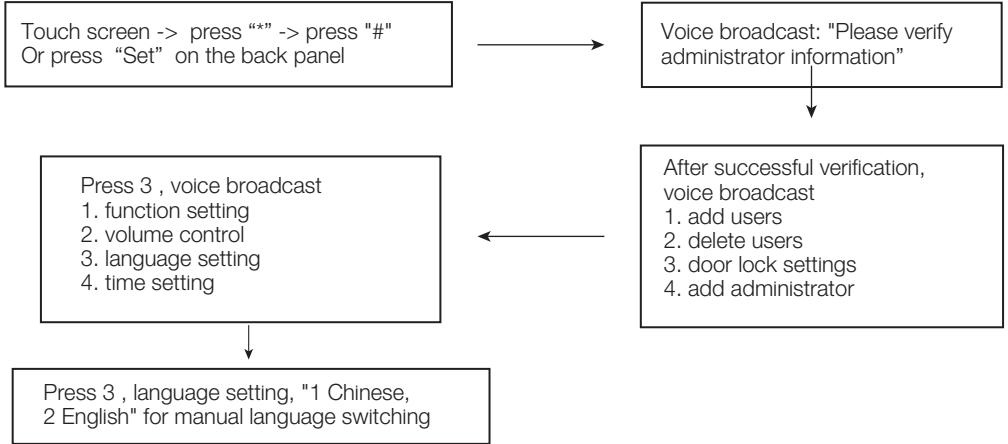 Touch screen -> press “*” -> press "#"
Or press “Set” on the back panel
Voice broadcast: "Please verify
administrator information”
After successful verification,
voice broadcast
1. add users
2. delete users
3. door lock settings
4. add administrator
Press 3 , voice broadcast
1. function setting
2. volume control
3. language setting
4. time setting
Press 3 , language setting, "1 Chinese,
2 English" for manual language switching